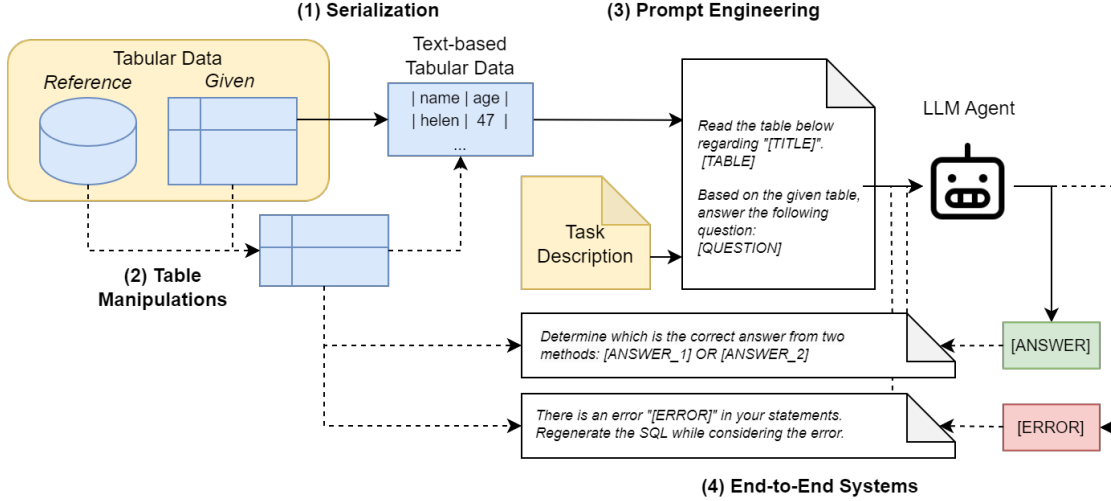 (1) Serialization
(3) Prompt Engineering
Tabular Data
Reference
Given
Text-based
Tabular Data
| name | age |
| helen | 47 |
...
Read the table below
regarding "[TITLE]".
[TABLE]
Based on the given table,
answer the following
question:
[QUESTION]
LLM Agent
Task
Description
(2) Table
Manipulations
Determine which is the correct answer from two
methods: [ANSWER_1] OR [ANSWER_2]
[ANSWER]
There is an error "[ERROR]" in your statements.
Regenerate the SQL while considering the error.
[ERROR]
(4) End-to-End Systems